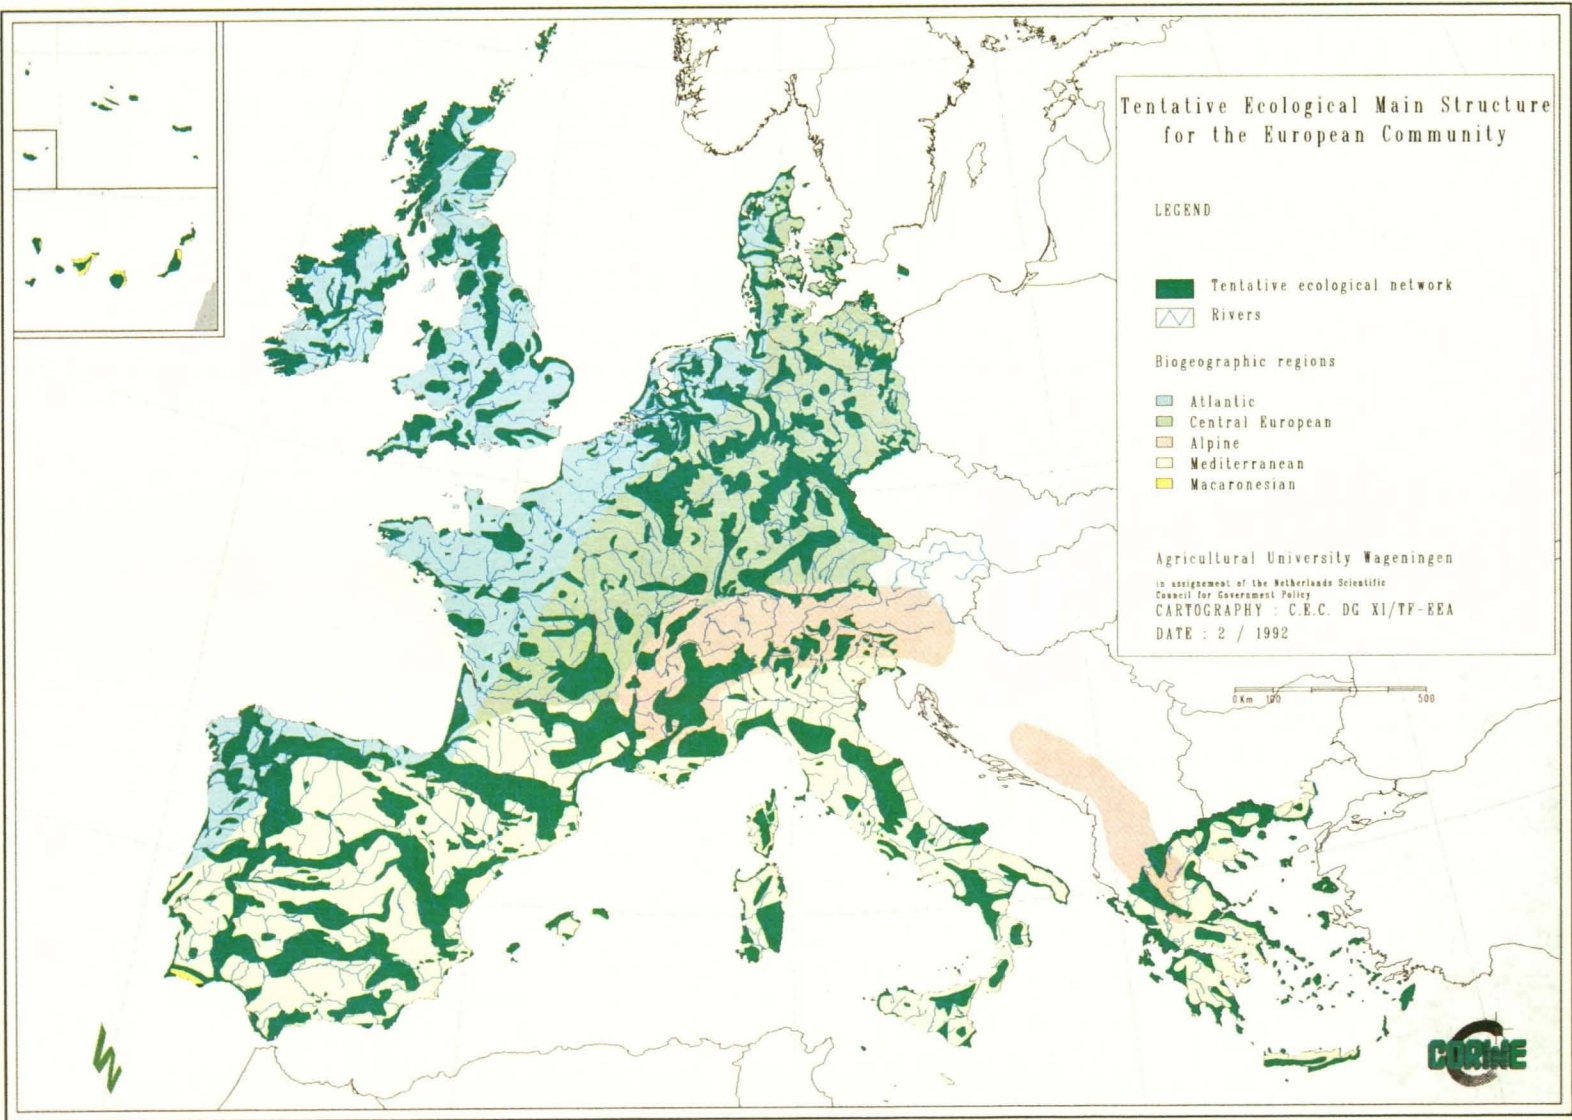 Tentative Ecological Main Structure
for the European Community
LEGEND
Tentative ecological network
Rivers
Biogeographic regions
Atlantic
Central European
Alpine
Mediterranean
Macaronesian
Agricultural University Wageningen
in assignement of the Netherlands Scientific
Council for Government Policy
CARTOGRAPHY : C.E.C. DG XI/TF-EEA
DATE : 2 / 1992
0 Km 100 500
CORINE